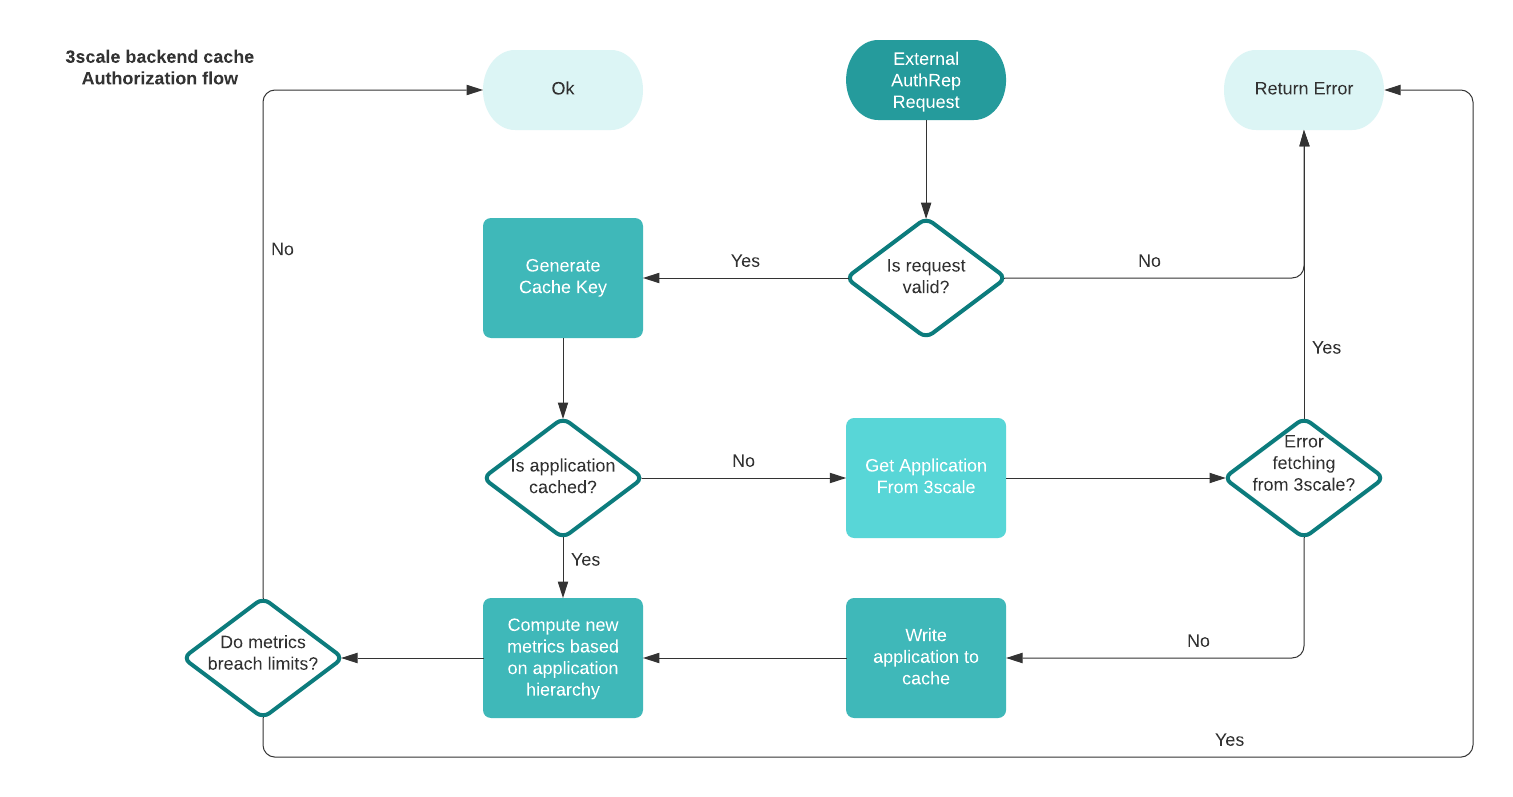 3scale backend cache
Authorization flow
Ok
External
AuthRep
Request
Return Error
No
Generate
Cache Key
Yes
Is request
valid?
No
Yes
Is application
cached?
No
Get Application
From 3scale
Error
fetching
from 3scale?
Yes
Do metrics
breach limits?
Compute new
metrics based
on application
hierarchy
Write
application to
cache
No
Yes